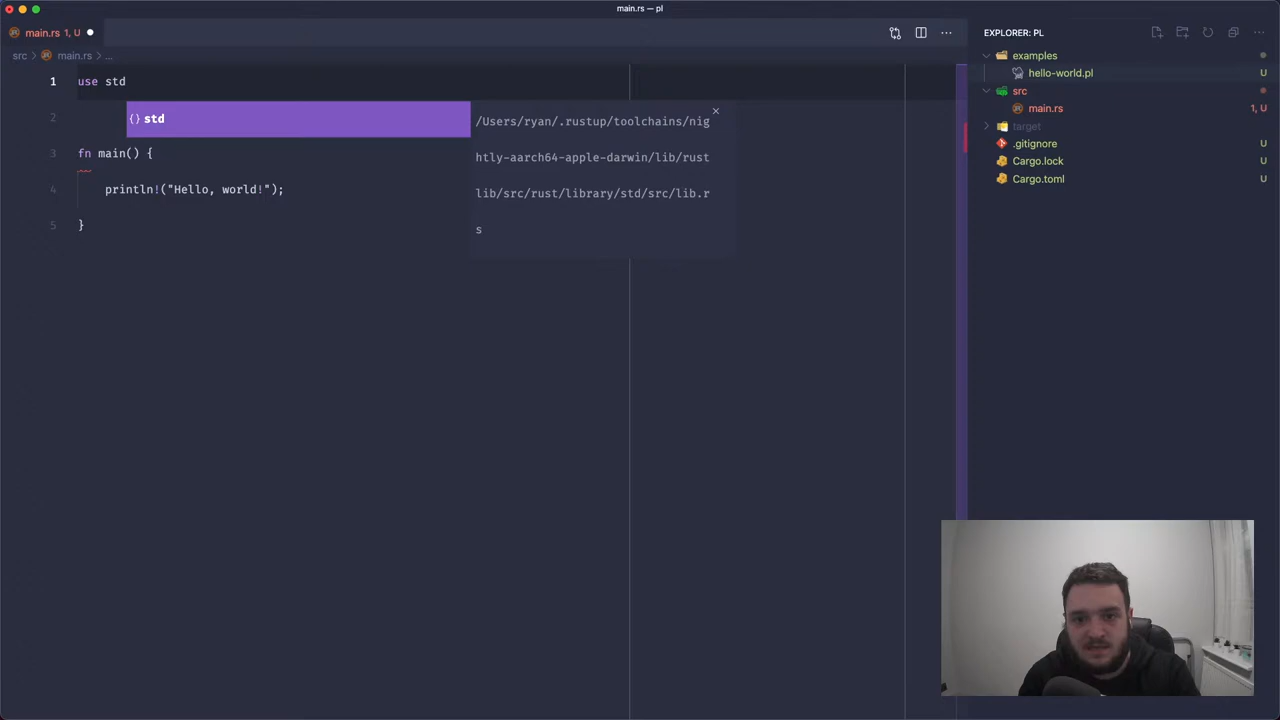 main.rs — pl
main.rs 1, U
EXPLORER: PL
src > main.rs > ...
1 use std
{} std
/Users/ryan/.rustup/toolchains/nig
htly-aarch64-apple-darwin/lib/rust
lib/src/rust/library/std/src/lib.r
s
2
3 fn main() {
4 println!("Hello, world!");
5 }
examples
hello-world.pl U
src
main.rs 1, U
target
.gitignore U
Cargo.lock U
Cargo.toml U